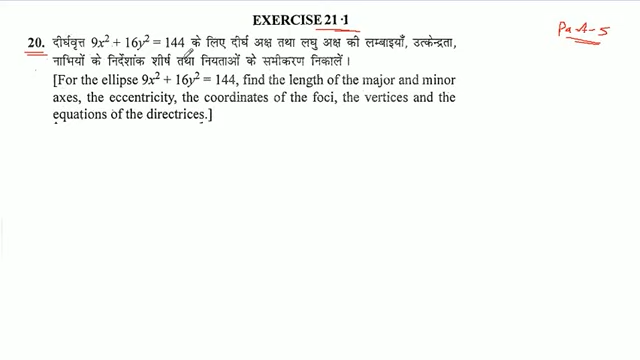 EXERCISE 21·1
20. दीर्घवृत्त 9x² + 16y² = 144 के लिए दीर्घ अक्ष तथा लघु अक्ष की लम्बाइयाँ, उत्केन्द्रता,
नाभियों के निर्देशांक शीर्ष तथा नियताओं के समीकरण निकालें।
[For the ellipse 9x² + 16y² = 144, find the length of the major and minor
axes, the eccentricity, the coordinates of the foci, the vertices and the
equations of the directrices.]